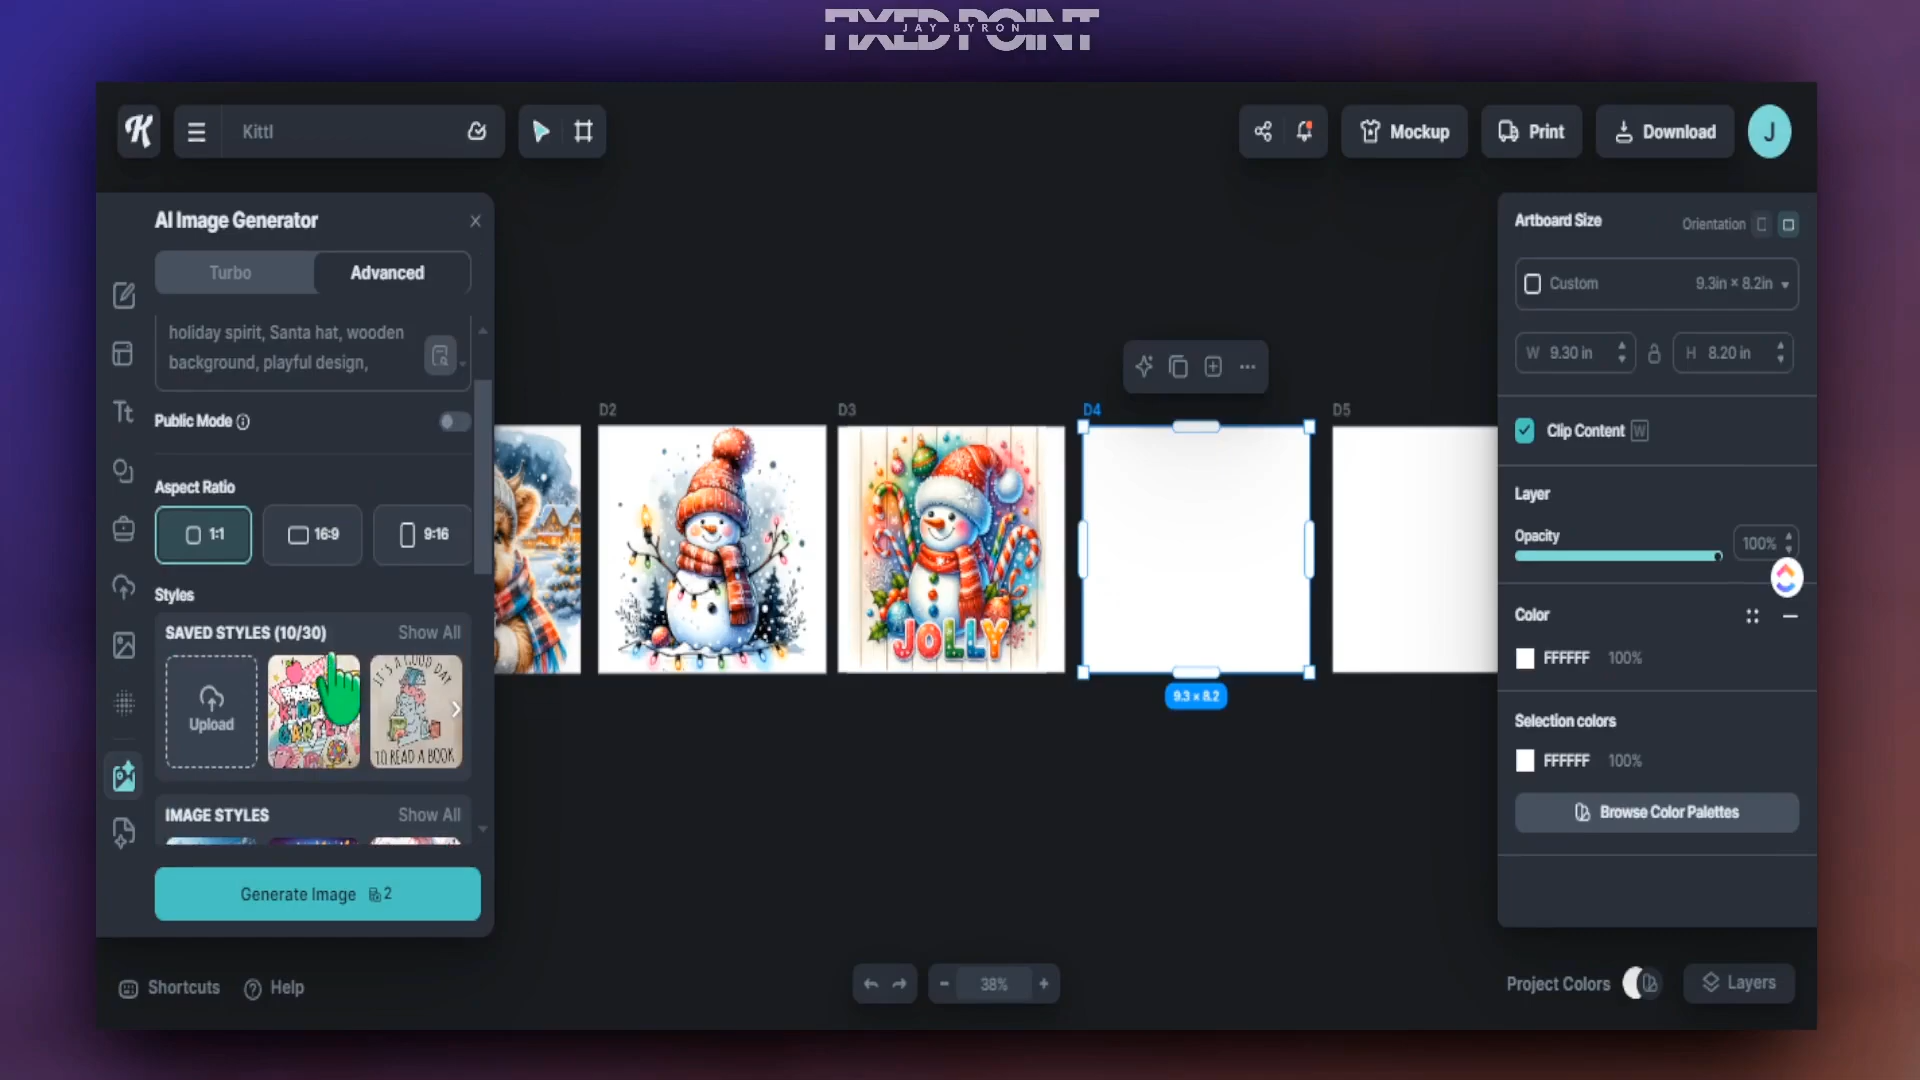 FIXED POINT
JAY BYRON
K
Kittl
Mockup
Print
Download
J
AI Image Generator
Turbo
Advanced
holiday spirit, Santa hat, wooden
background, playful design,
Public Mode
Aspect Ratio
1:1
16:9
9:16
Styles
SAVED STYLES (10/30)
Show All
Upload
IT'S A GOOD DAY
TO READ A BOOK
IMAGE STYLES
Show All
Generate Image 2
Shortcuts
Help
D2
D3
D4
D5
JOLLY
9.3 × 8.2
38%
Artboard Size
Orientation
Custom
9.3in × 8.2in
W 9.30 in
H 8.20 in
Clip Content W
Layer
Opacity
100%
Color
FFFFFF 100%
Selection colors
FFFFFF 100%
Browse Color Palettes
Project Colors
Layers